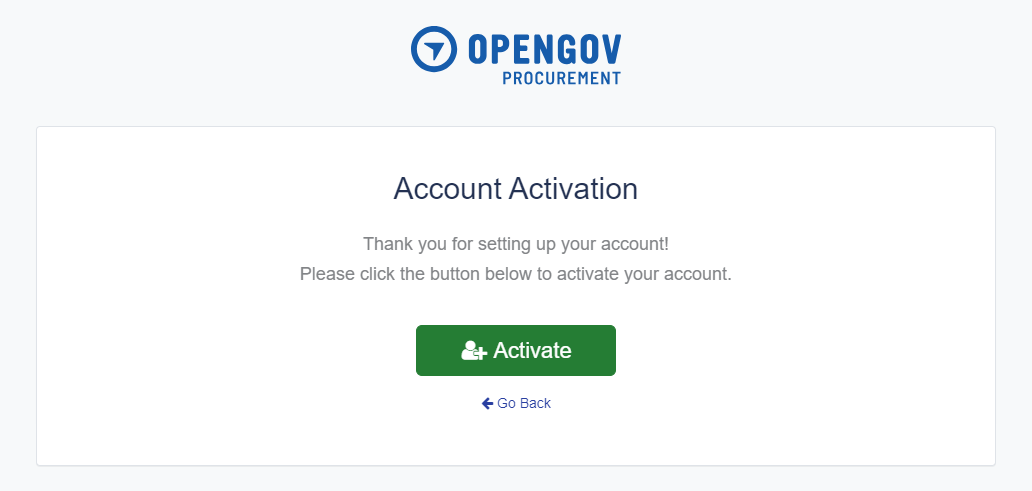 OPENGOV
PROCUREMENT
Account Activation
Thank you for setting up your account!
Please click the button below to activate your account.
Activate
Go Back